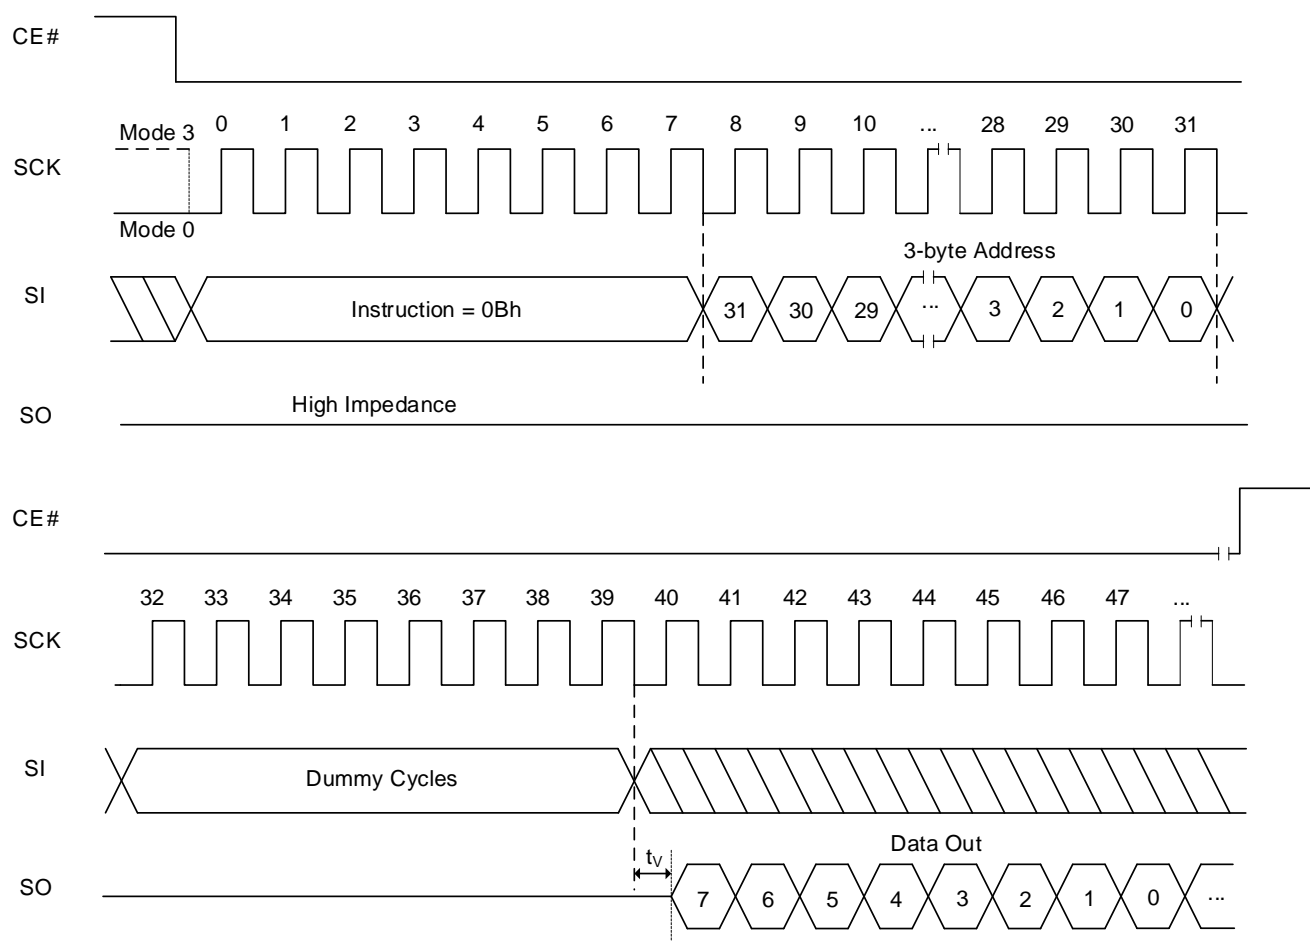 CE#
Mode 3 0 1 2 3 4 5 6 7 8 9 10 ... 28 29 30 31
SCK
Mode 0
3-byte Address
SI Instruction = 0Bh 31 30 29 ... 3 2 1 0
SO High Impedance
CE#
32 33 34 35 36 37 38 39 40 41 42 43 44 45 46 47 ...
SCK
SI Dummy Cycles
tV Data Out
SO 7 6 5 4 3 2 1 0 ...